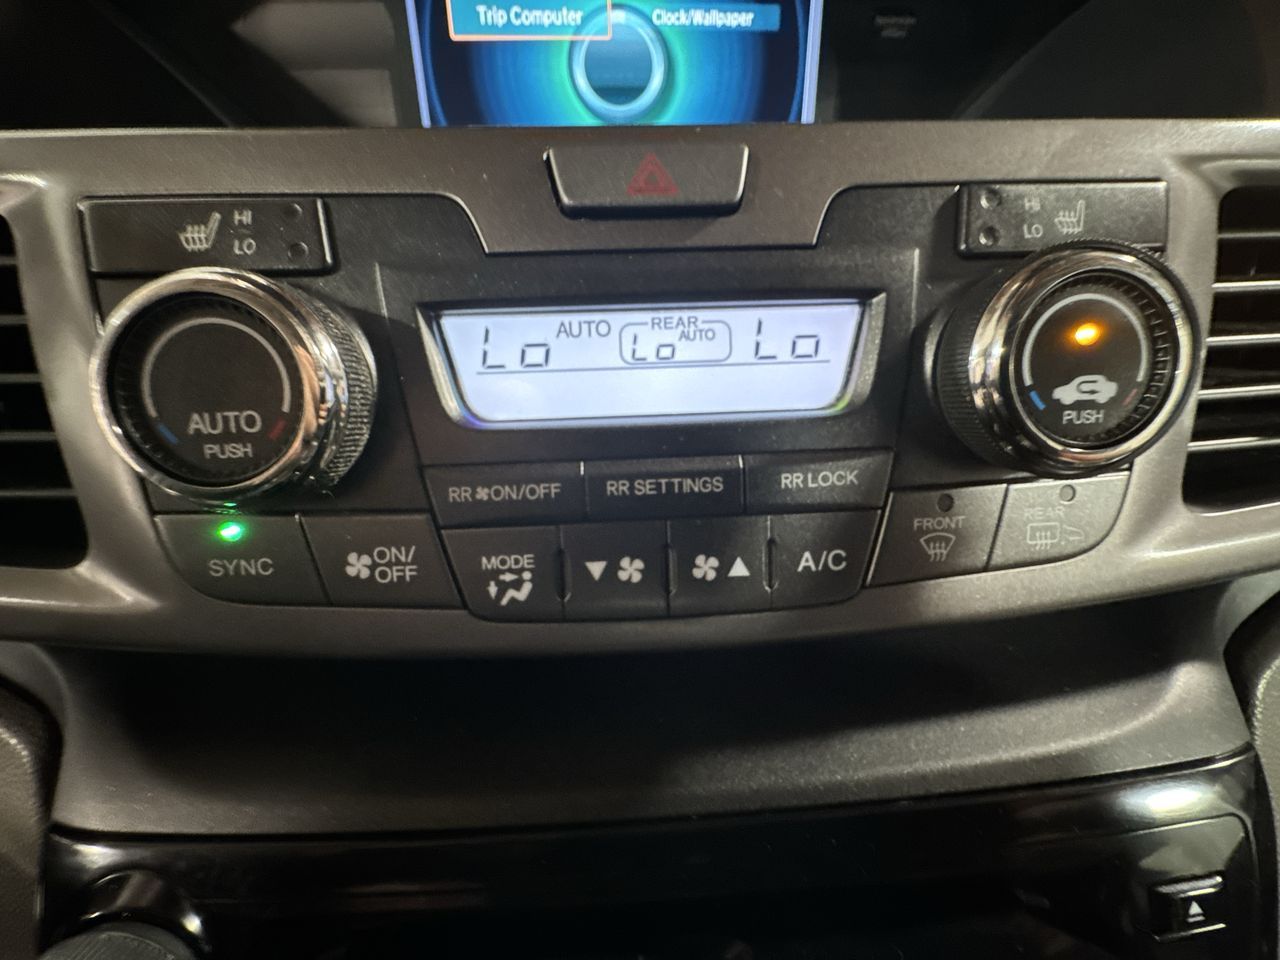 Trip Computer
Clock/Wallpaper
HI
LO
HI
LO
Lo AUTO REAR Lo AUTO Lo
AUTO
PUSH
PUSH
RR ON/OFF
RR SETTINGS
RR LOCK
SYNC
ON/
OFF
MODE
A/C
FRONT
REAR